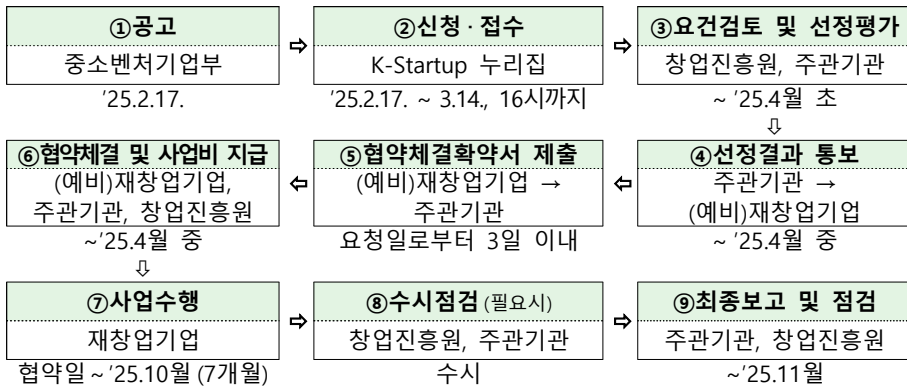 ①공고
⇨
②신청 · 접수
⇨
③요건검토 및 선정평가
중소벤처기업부
K-Startup 누리집
창업진흥원, 주관기관
’25.2.17.
’25.2.17. ~ 3.14., 16시까지
~ ’25.4월 초
⇩
⑥협약체결 및 사업비 지급
⇦
⑤협약체결확약서 제출
⇦
④선정결과 통보
(예비)재창업기업,
주관기관, 창업진흥원
(예비)재창업기업 →
주관기관
주관기관 →
(예비)재창업기업
~’25.4월 중
요청일로부터 3일 이내
~ ’25.4월 중
⇩
⑦사업수행
⇨
⑧수시점검 (필요시)
⇨
⑨최종보고 및 점검
재창업기업
창업진흥원, 주관기관
주관기관, 창업진흥원
협약일 ~ ’25.10월 (7개월)
수시
~’25.11월